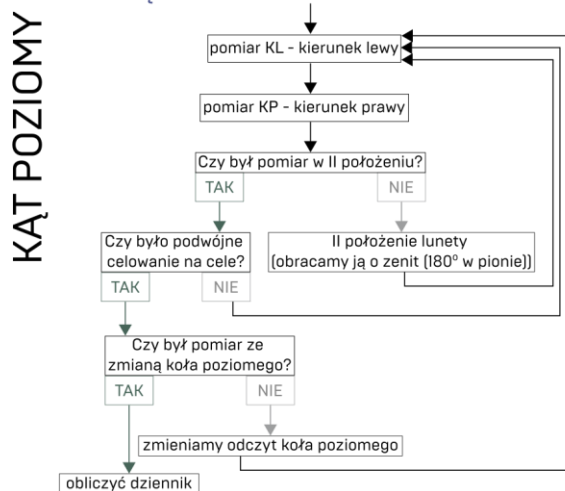 KĄT POZIOMY
pomiar KL - kierunek lewy
pomiar KP - kierunek prawy
Czy był pomiar w II położeniu?
TAK
NIE
Czy było podwójne
celowanie na cele?
II położenie lunety
(obracamy ją o zenit (180° w pionie))
TAK
NIE
Czy był pomiar ze
zmianą koła poziomego?
TAK
NIE
zmieniamy odczyt koła poziomego
obliczyć dziennik